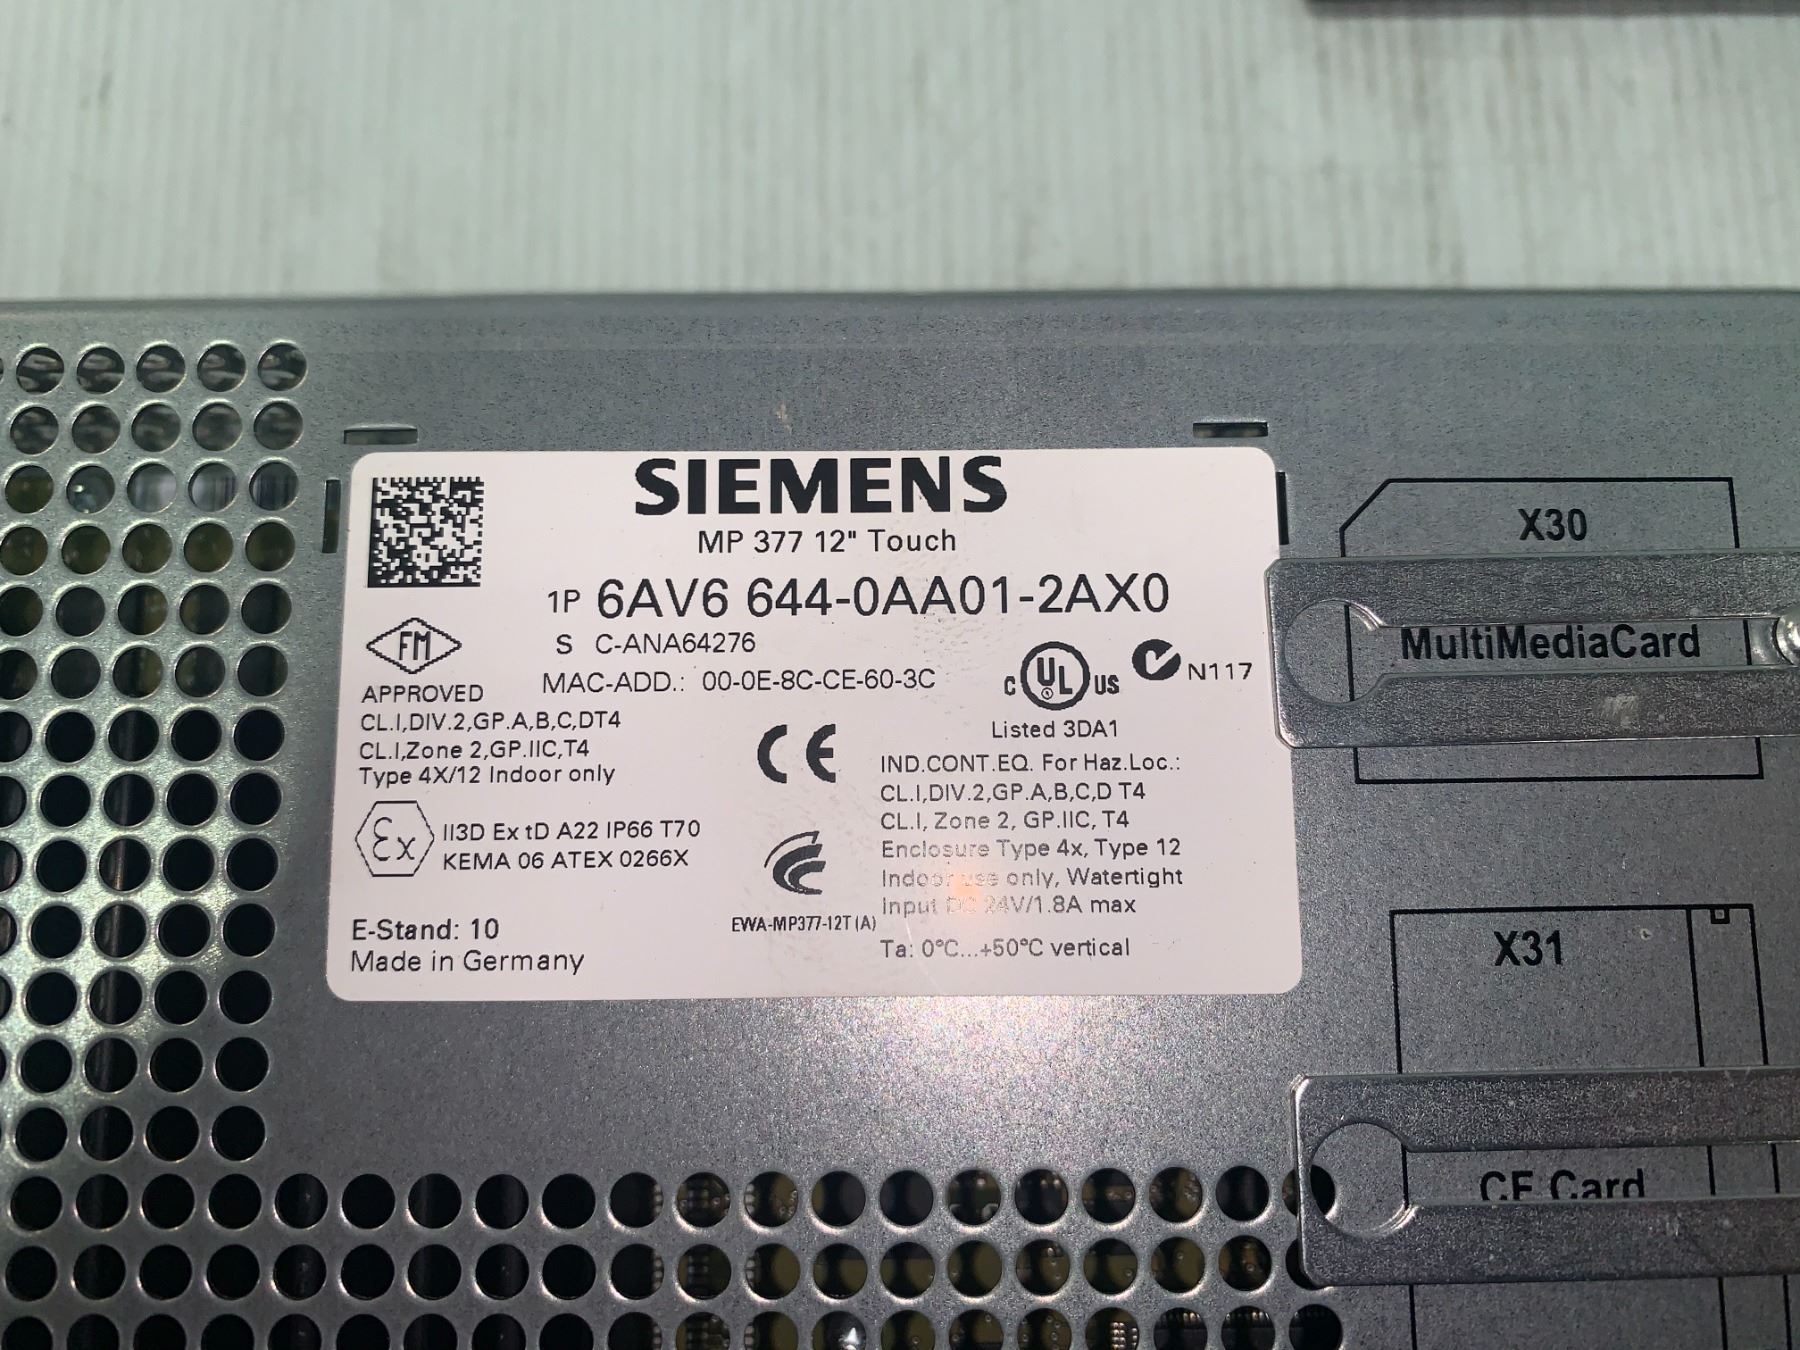 SIEMENS
MP 377 12" Touch
1P 6AV6 644-0AA01-2AX0
S C-ANA64276
MAC-ADD.: 00-0E-8C-CE-60-3C
FM
APPROVED
CL.I,DIV.2,GP.A,B,C,DT4
CL.I,Zone 2,GP.IIC,T4
Type 4X/12 Indoor only
Ex II3D Ex tD A22 IP66 T70
KEMA 06 ATEX 0266X
E-Stand: 10
Made in Germany
CE
EWA-MP377-12T(A)
C UL US
N117
Listed 3DA1
IND.CONT.EQ. For Haz.Loc.:
CL.I,DIV.2,GP.A,B,C,D T4
CL.I, Zone 2, GP.IIC, T4
Enclosure Type 4x, Type 12
Indoor use only, Watertight
Input DC 24V/1.8A max
Ta: 0°C...+50°C vertical
X30
MultiMediaCard
X31
CF Card